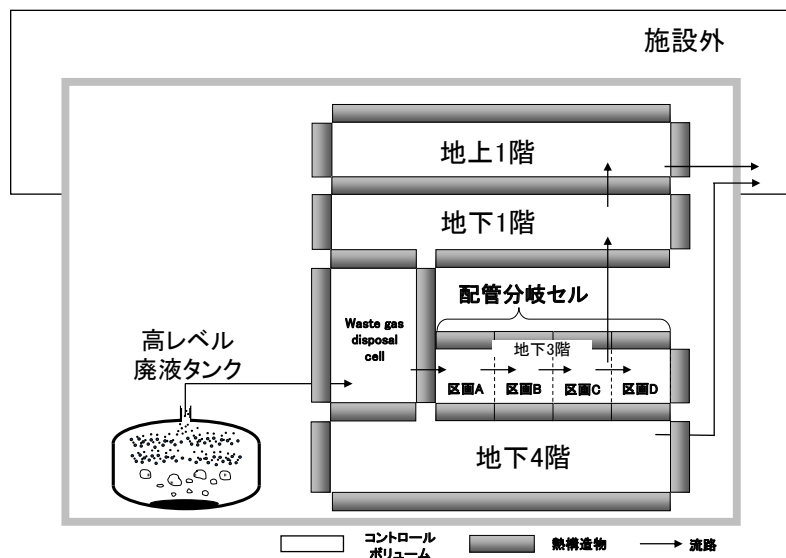 施設外
地上1階
地下1階
配管分岐セル
Waste gas
disposal
cell
地下3階
高レベル
廃液タンク
区画A
区画B
区画C
区画D
地下4階
コントロール
ボリューム
熱構造物
流路